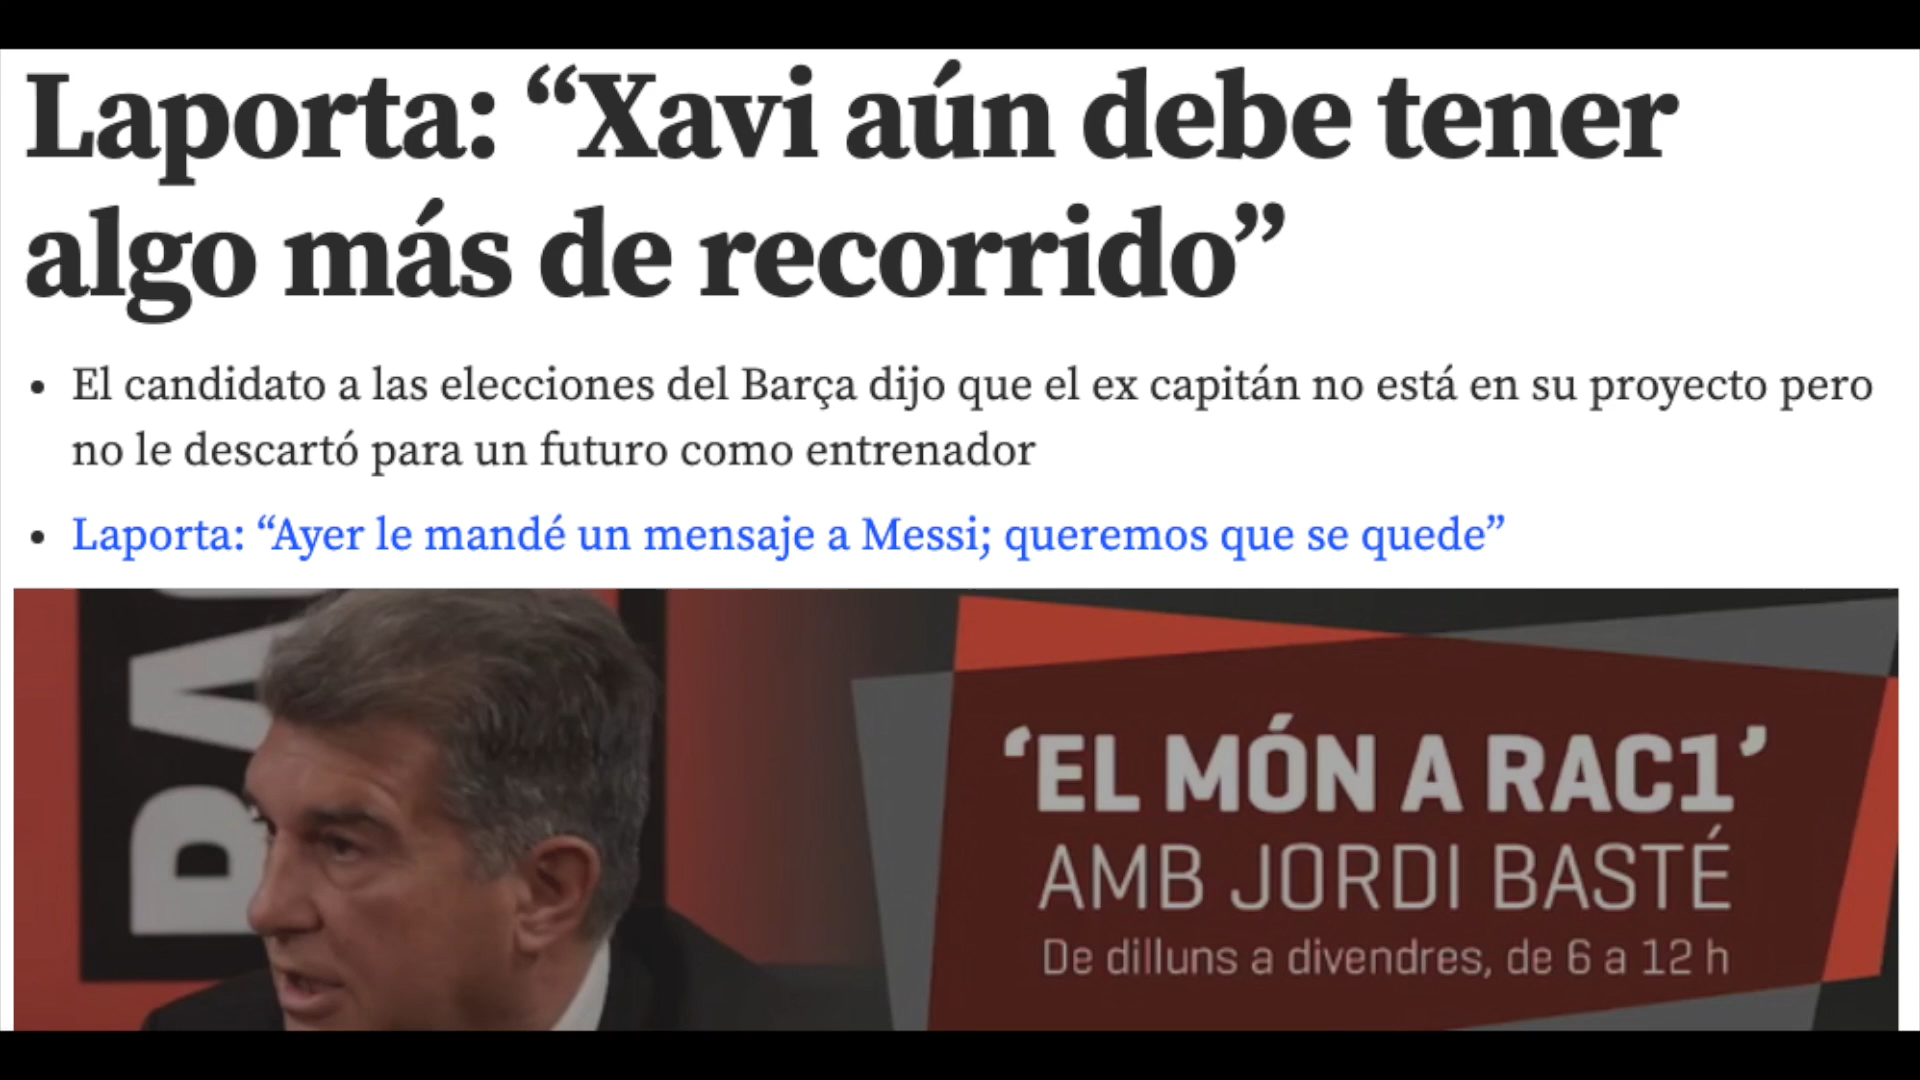 Laporta: “Xavi aún debe tener
algo más de recorrido”
• El candidato a las elecciones del Barça dijo que el ex capitán no está en su proyecto pero
no le descartó para un futuro como entrenador
• Laporta: “Ayer le mandé un mensaje a Messi; queremos que se quede”
‘EL MÓN A RAC1’
AMB JORDI BASTÉ
De dilluns a divendres, de 6 a 12 h